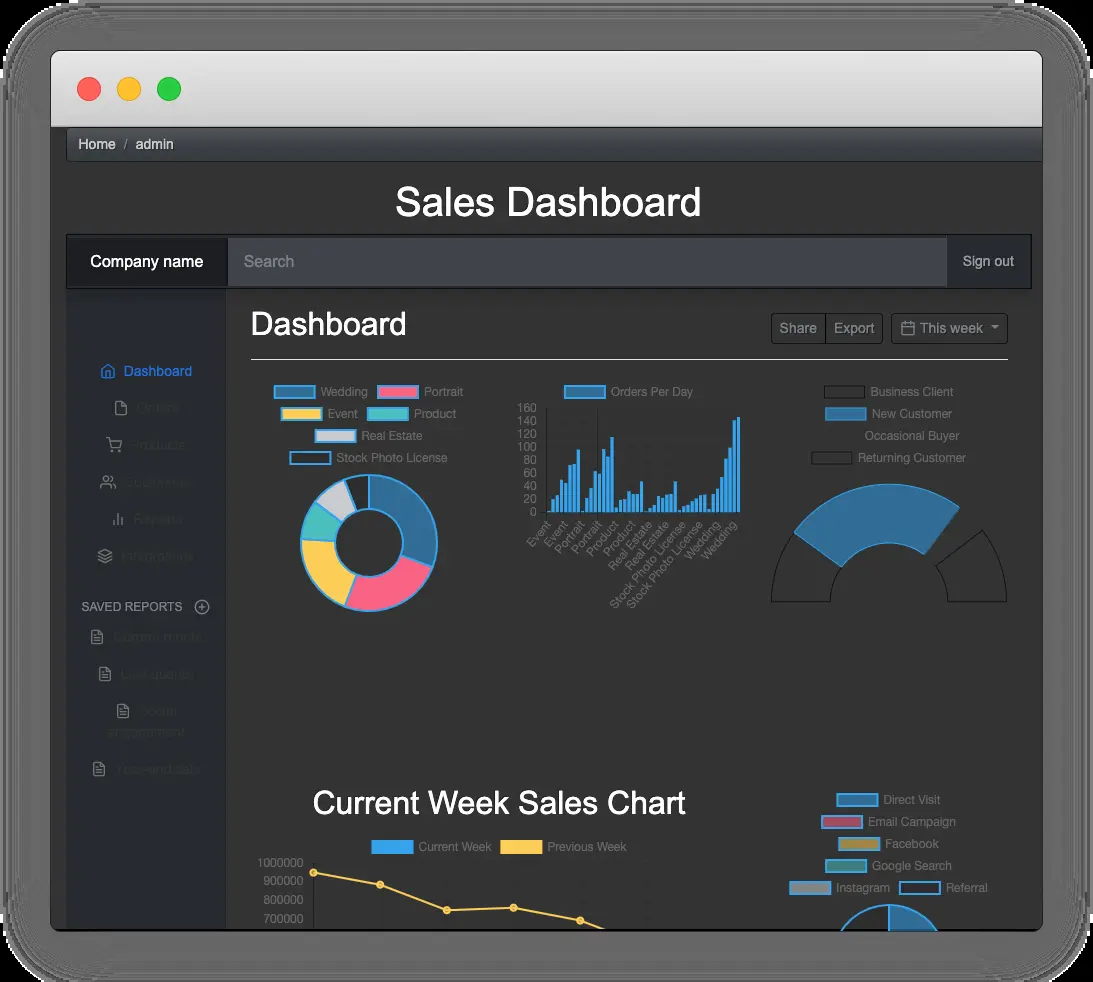 Home / admin
Sales Dashboard
Company name Search Sign out
Dashboard
Share Export This week
Dashboard
Orders
Products
Customers
Reports
Integrations
SAVED REPORTS
Current month
Last quarter
Social
engagement
Year-end sale
Wedding Portrait
Event Product
Real Estate
Stock Photo License
Orders Per Day
160
140
120
100
80
60
40
20
0
Event
Event
Portrait
Portrait
Product
Product
Real Estate
Real Estate
Stock Photo License
Stock Photo License
Wedding
Wedding
Business Client
New Customer
Occasional Buyer
Returning Customer
Current Week Sales Chart
Current Week Previous Week
1000000
900000
800000
700000
Direct Visit
Email Campaign
Facebook
Google Search
Instagram Referral